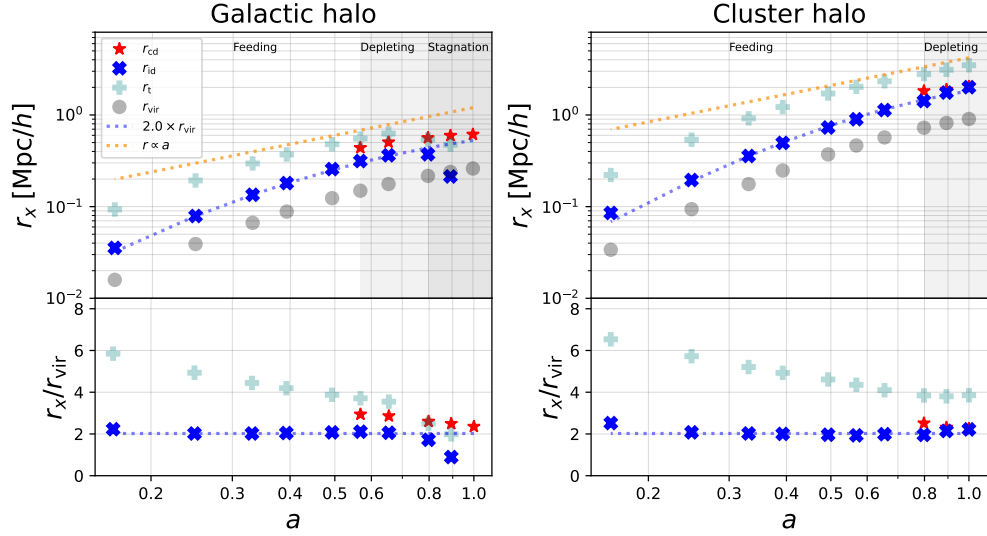 Galactic halo
Feeding
Depleting
Stagnation
r_cd
r_id
r_t
r_vir
2.0 × r_vir
r ∝ a
r_x [Mpc/h]
10^0
10^−1
10^−2
r_x/r_vir
8
6
4
2
0
0.2
0.3
0.4
0.5
0.6
0.8
1.0
a
Cluster halo
Feeding
Depleting
r_x [Mpc/h]
10^0
10^−1
10^−2
r_x/r_vir
8
6
4
2
0
0.2
0.3
0.4
0.5
0.6
0.8
1.0
a